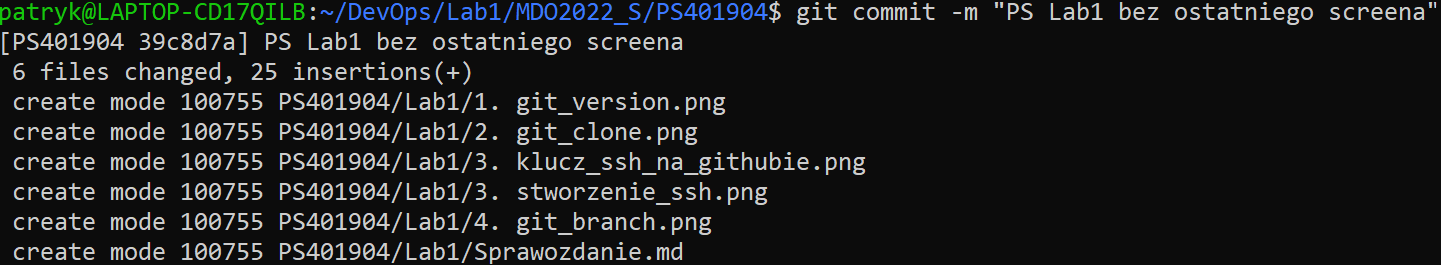 patryk@LAPTOP-CD17QILB:~/DevOps/Lab1/MDO2022_S/PS401904$ git commit -m "PS Lab1 bez ostatniego screena"
[PS401904 39c8d7a] PS Lab1 bez ostatniego screena
 6 files changed, 25 insertions(+)
 create mode 100755 PS401904/Lab1/1. git_version.png
 create mode 100755 PS401904/Lab1/2. git_clone.png
 create mode 100755 PS401904/Lab1/3. klucz_ssh_na_githubie.png
 create mode 100755 PS401904/Lab1/3. stworzenie_ssh.png
 create mode 100755 PS401904/Lab1/4. git_branch.png
 create mode 100755 PS401904/Lab1/Sprawozdanie.md